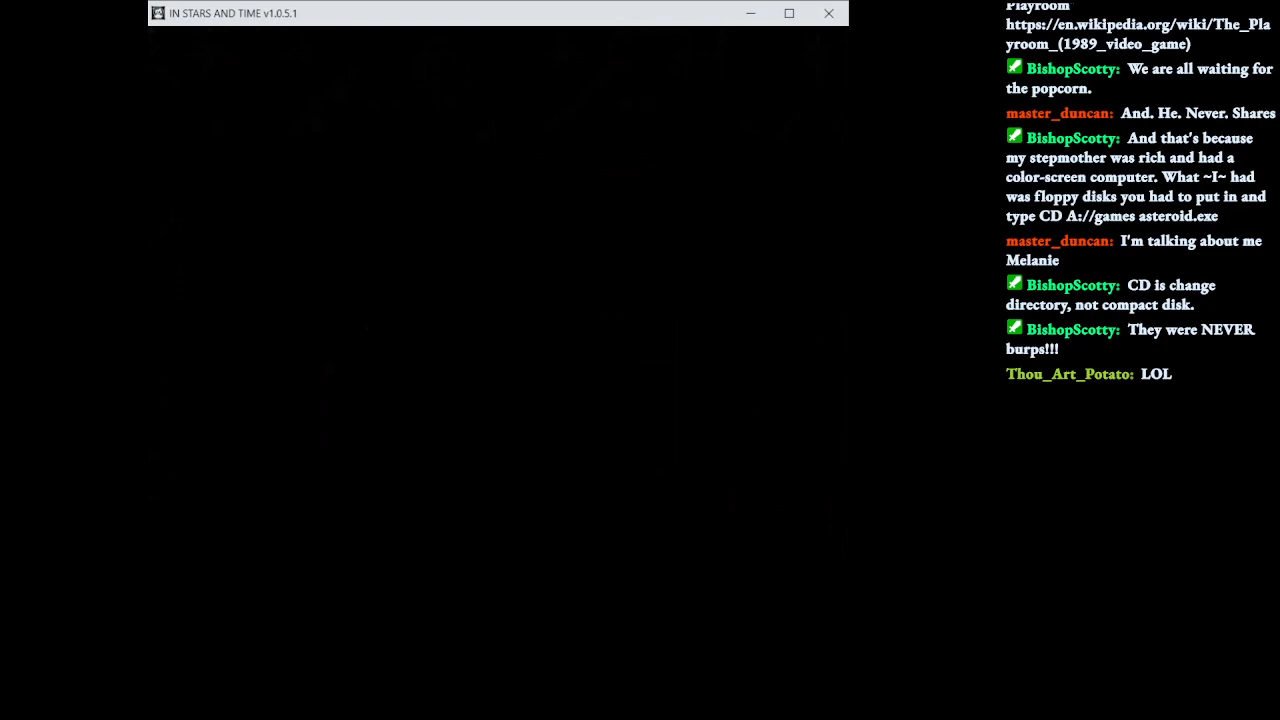 IN STARS AND TIME v1.0.5.1
Playroom
https://en.wikipedia.org/wiki/The_Pla
yroom_(1989_video_game)
BishopScotty: We are all waiting for
the popcorn.
master_duncan: And. He. Never. Shares
BishopScotty: And that's because
my stepmother was rich and had a
color-screen computer. What ~I~ had
was floppy disks you had to put in and
type CD A://games asteroid.exe
master_duncan: I'm talking about me
Melanie
BishopScotty: CD is change
directory, not compact disk.
BishopScotty: They were NEVER
burps!!!
Thou_Art_Potato: LOL